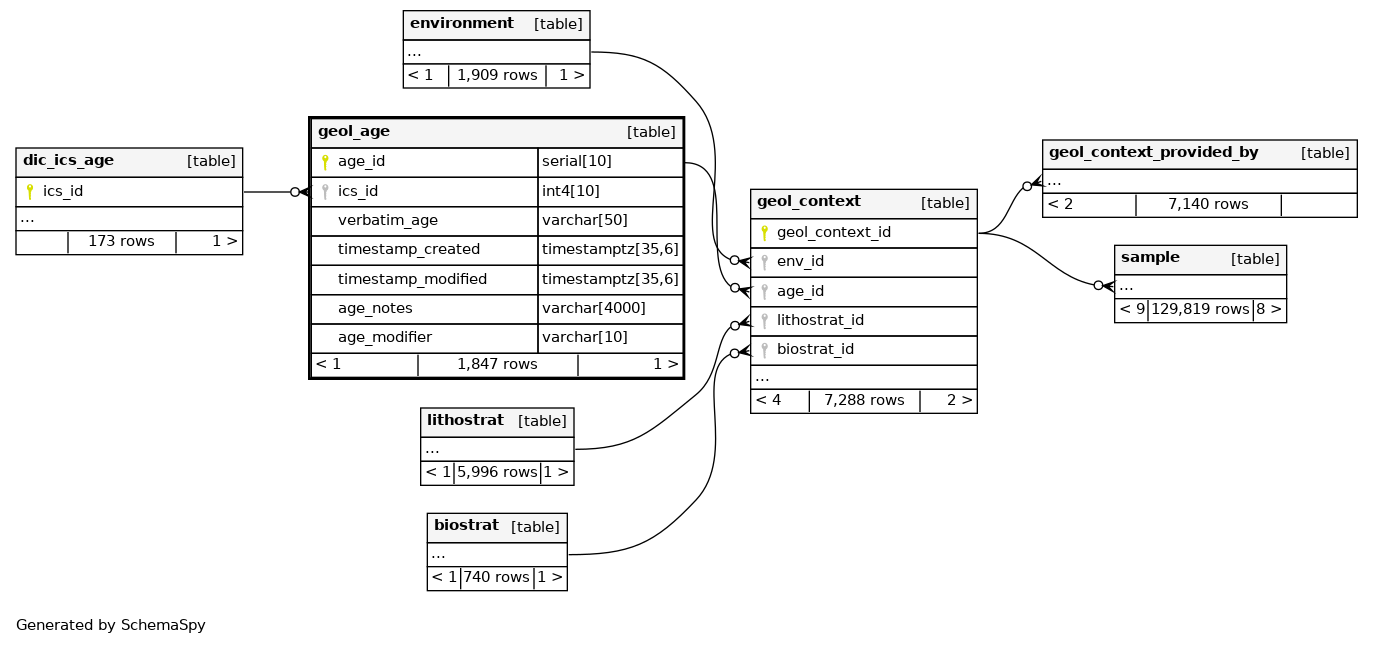 environment [table]
...
< 1 1,909 rows 1 >
geol_age [table]
age_id serial[10]
ics_id int4[10]
verbatim_age varchar[50]
timestamp_created timestamptz[35,6]
timestamp_modified timestamptz[35,6]
age_notes varchar[4000]
age_modifier varchar[10]
< 1 1,847 rows 1 >
dic_ics_age [table]
ics_id
...
173 rows 1 >
geol_context [table]
geol_context_id
env_id
age_id
lithostrat_id
biostrat_id
...
< 4 7,288 rows 2 >
geol_context_provided_by [table]
...
< 2 7,140 rows
sample [table]
...
< 9 129,819 rows 8 >
lithostrat [table]
...
< 1 5,996 rows 1 >
biostrat [table]
...
< 1 740 rows 1 >
Generated by SchemaSpy